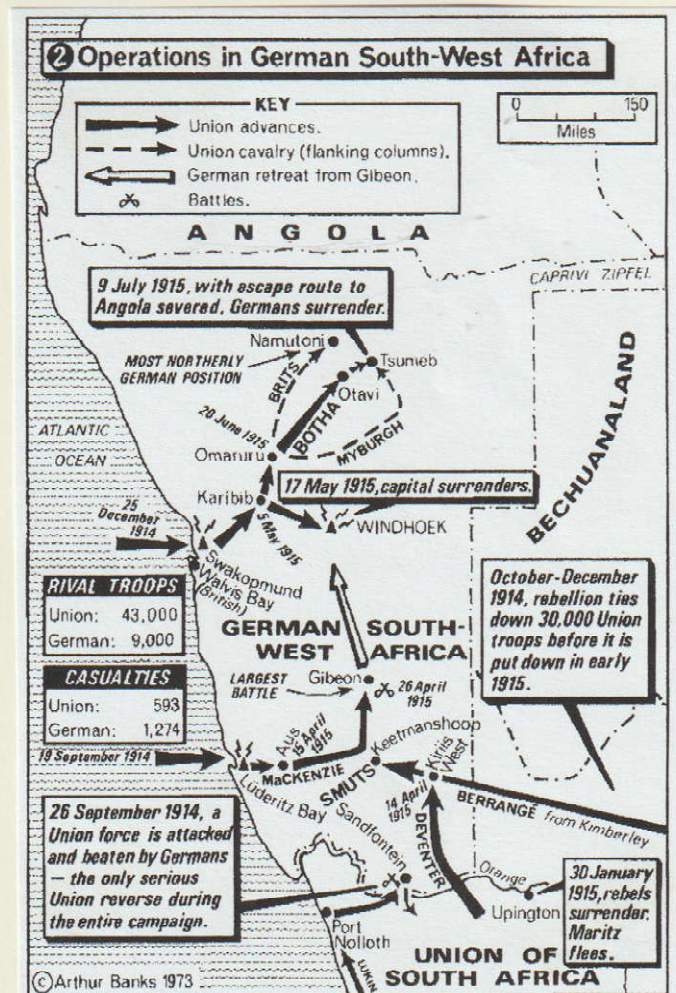 2 Operations in German South-West Africa
KEY
Union advances.
Union cavalry (flanking columns).
German retreat from Gibeon.
Battles.
0 150
Miles
ANGOLA
CAPRIVI ZIPFEL
9 July 1915, with escape route to
Angola severed, Germans surrender.
Namutoni
Tsumeb
MOST NORTHERLY
GERMAN POSITION
BRITS
Otavi
BOTHA
MYBURGH
20 June 1915
Omaruru
ATLANTIC
OCEAN
BECHUANALAND
Karibib
17 May 1915, capital surrenders.
5 May 1915
WINDHOEK
25
December
1914
Swakopmund
Walvis Bay
(British)
RIVAL TROOPS
Union: 43,000
German: 9,000
GERMAN SOUTH-
WEST AFRICA
October-December
1914, rebellion ties
down 30,000 Union
troops before it is
put down in early
1915.
CASUALTIES
Union: 593
German: 1,274
LARGEST
BATTLE
Gibeon
26 April
1915
19 September 1914
Aus
15 April
1915
MacKENZIE
Luderitz Bay
Keetmanshoop
SMUTS
Kiriis
West
14 April
1915
DEVENTER
BERRANGE from Kimberley
26 September 1914, a
Union force is attacked
and beaten by Germans
— the only serious
Union reverse during
the entire campaign.
Sandfontein
Orange
Upington
30 January
1915, rebels
surrender.
Maritz
flees.
Port
Nolloth
LUKIN
UNION OF
SOUTH AFRICA
© Arthur Banks 1973